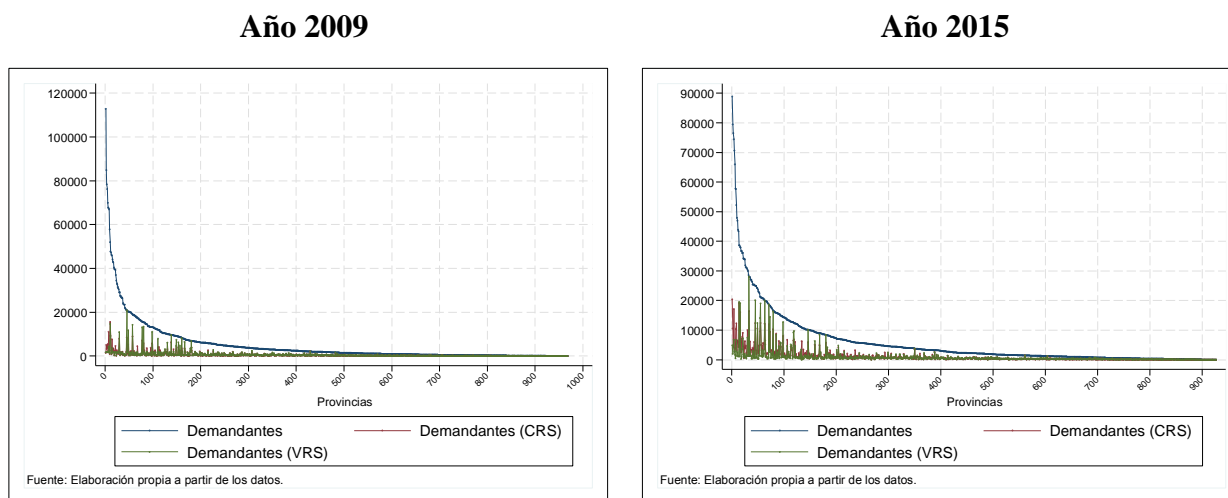 Año 2009
120000
100000
80000
60000
40000
20000
0
0 100 200 300 400 500 600 700 800 900 1000
Provincias
Demandantes Demandantes (CRS)
Demandantes (VRS)
Fuente: Elaboración propia a partir de los datos.
Año 2015
90000
80000
70000
60000
50000
40000
30000
20000
10000
0
0 100 200 300 400 500 600 700 800 900
Provincias
Demandantes Demandantes (CRS)
Demandantes (VRS)
Fuente: Elaboración propia a partir de los datos.